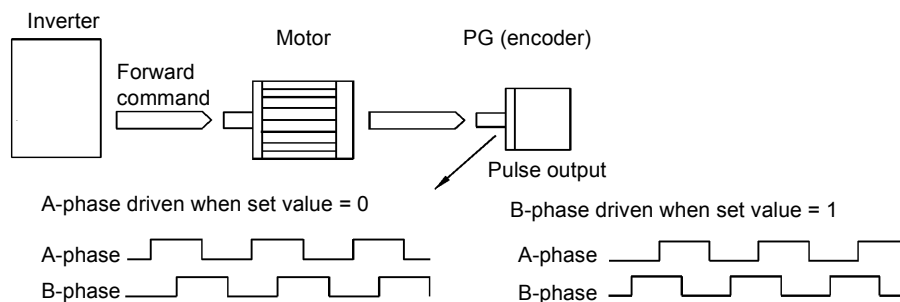 Inverter
Motor
PG (encoder)
Forward
command
Pulse output
A-phase driven when set value = 0
B-phase driven when set value = 1
A-phase
B-phase
A-phase
B-phase